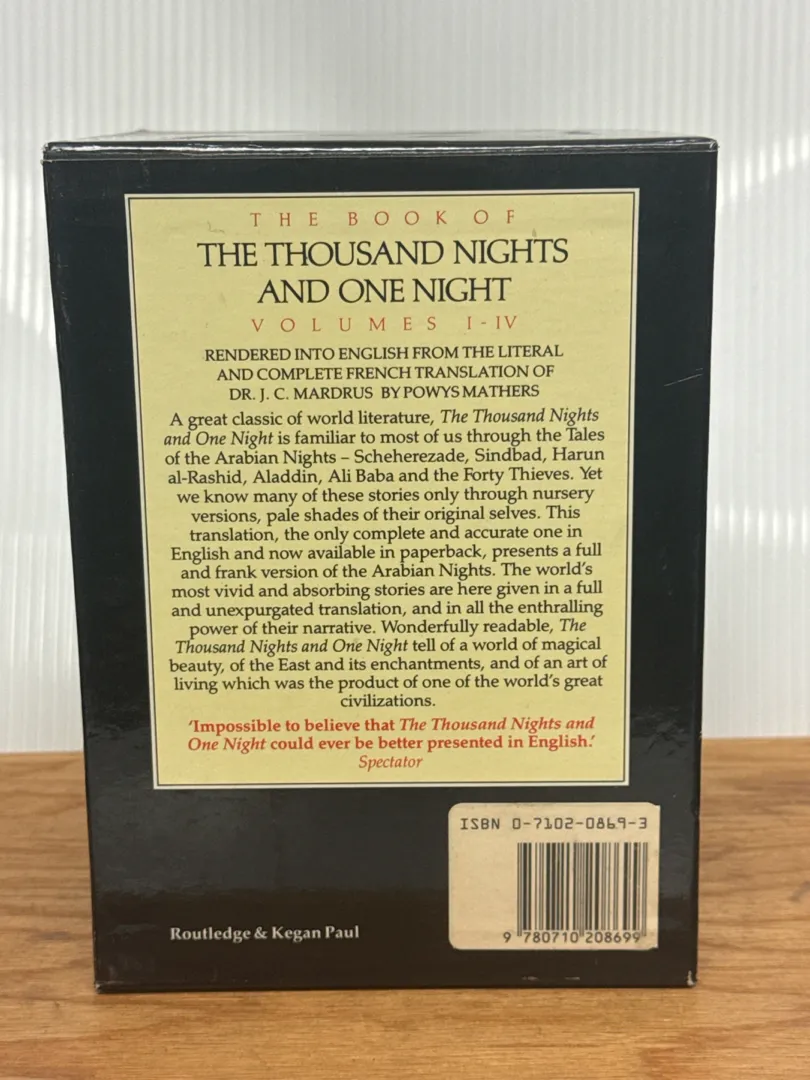 THE BOOK OF
THE THOUSAND NIGHTS
AND ONE NIGHT
VOLUMES I-IV
RENDERED INTO ENGLISH FROM THE LITERAL
AND COMPLETE FRENCH TRANSLATION OF
DR. J. C. MARDRUS BY POWYS MATHERS
A great classic of world literature, The Thousand Nights
and One Night is familiar to most of us through the Tales
of the Arabian Nights – Scheherezade, Sindbad, Harun
al-Rashid, Aladdin, Ali Baba and the Forty Thieves. Yet
we know many of these stories only through nursery
versions, pale shades of their original selves. This
translation, the only complete and accurate one in
English and now available in paperback, presents a full
and frank version of the Arabian Nights. The world's
most vivid and absorbing stories are here given in a full
and unexpurgated translation, and in all the enthralling
power of their narrative. Wonderfully readable, The
Thousand Nights and One Night tell of a world of magical
beauty, of the East and its enchantments, and of an art of
living which was the product of one of the world's great
civilizations.
'Impossible to believe that The Thousand Nights and
One Night could ever be better presented in English.'
Spectator
ISBN 0-7102-0869-3
9 780710 208699
Routledge & Kegan Paul